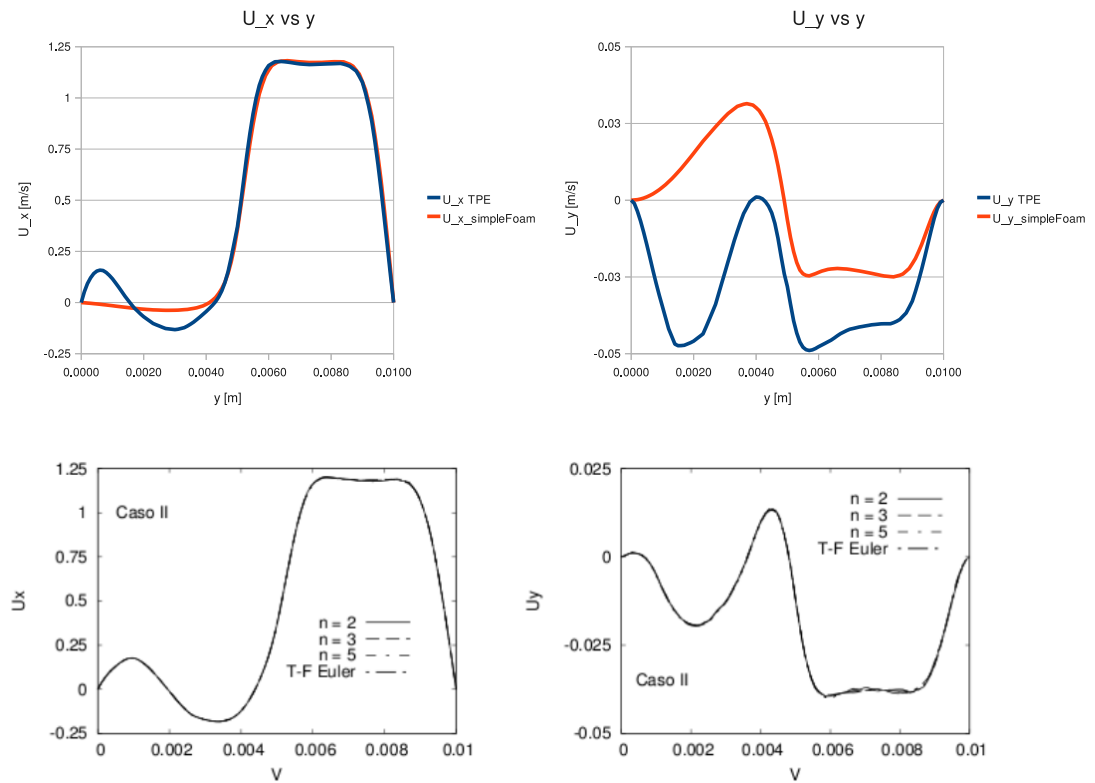 U_x vs y
1.25
1
0.75
0.5
0.25
0
-0.25
U_x [m/s]
0.0000 0.0020 0.0040 0.0060 0.0080 0.0100
y [m]
U_x TPE
U_x_simpleFoam
U_y vs y
0.05
0.03
0
-0.03
-0.05
U_y [m/s]
0.0000 0.0020 0.0040 0.0060 0.0080 0.0100
y [m]
U_y TPE
U_y_simpleFoam
1.25
1
0.75
0.5
0.25
0
-0.25
Ux
Caso II
n = 2
n = 3
n = 5
T-F Euler
0 0.002 0.004 0.006 0.008 0.01
V
0.025
0
-0.025
-0.05
Uy
n = 2
n = 3
n = 5
T-F Euler
Caso II
0 0.002 0.004 0.006 0.008 0.01
V